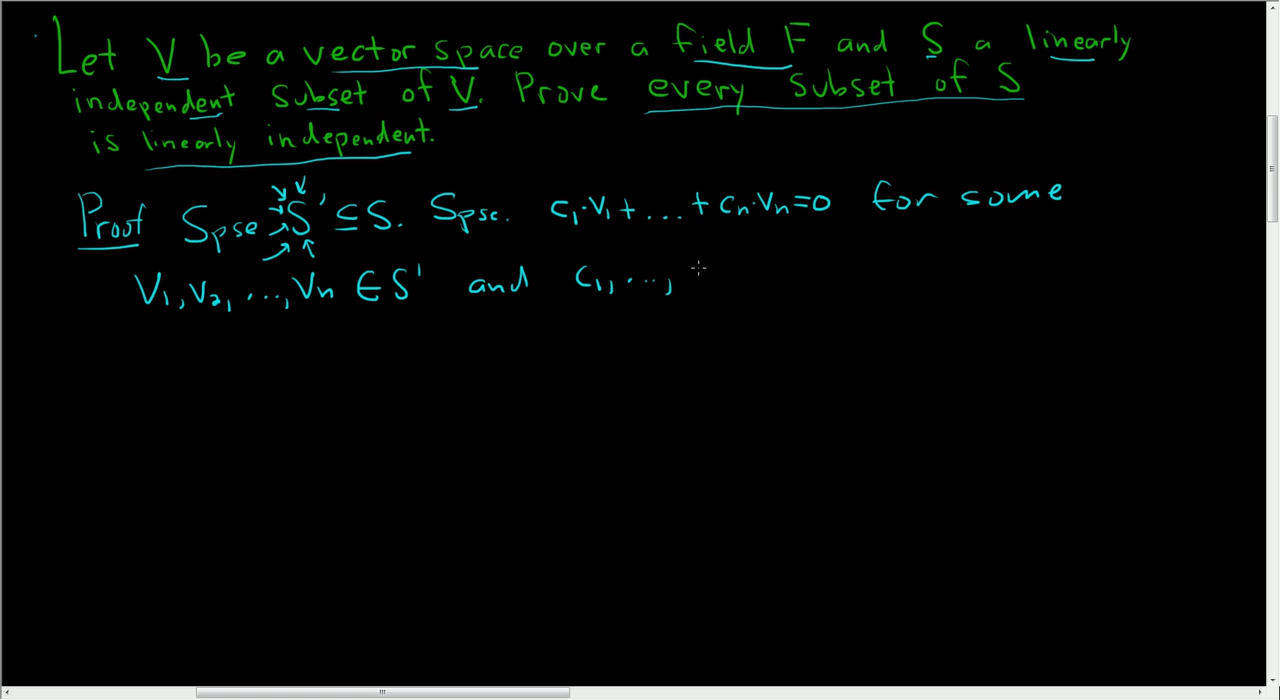 Let V be a vector space over a field F and S a linearly
independent subset of V. Prove every subset of S
is linearly independent.
Proof Spse S' ⊆ S. Spse. c₁·v₁+...+cₙ·vₙ=0 for some
V₁, V₂, ..., Vₙ ∈ S' and c₁, ...,